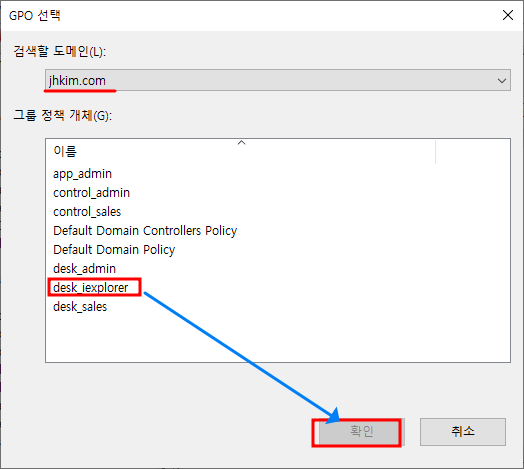 GPO 선택
검색할 도메인(L):
jhkim.com
그룹 정책 개체(G):
이름
app_admin
control_admin
control_sales
Default Domain Controllers Policy
Default Domain Policy
desk_admin
desk_iexplorer
desk_sales
확인
취소